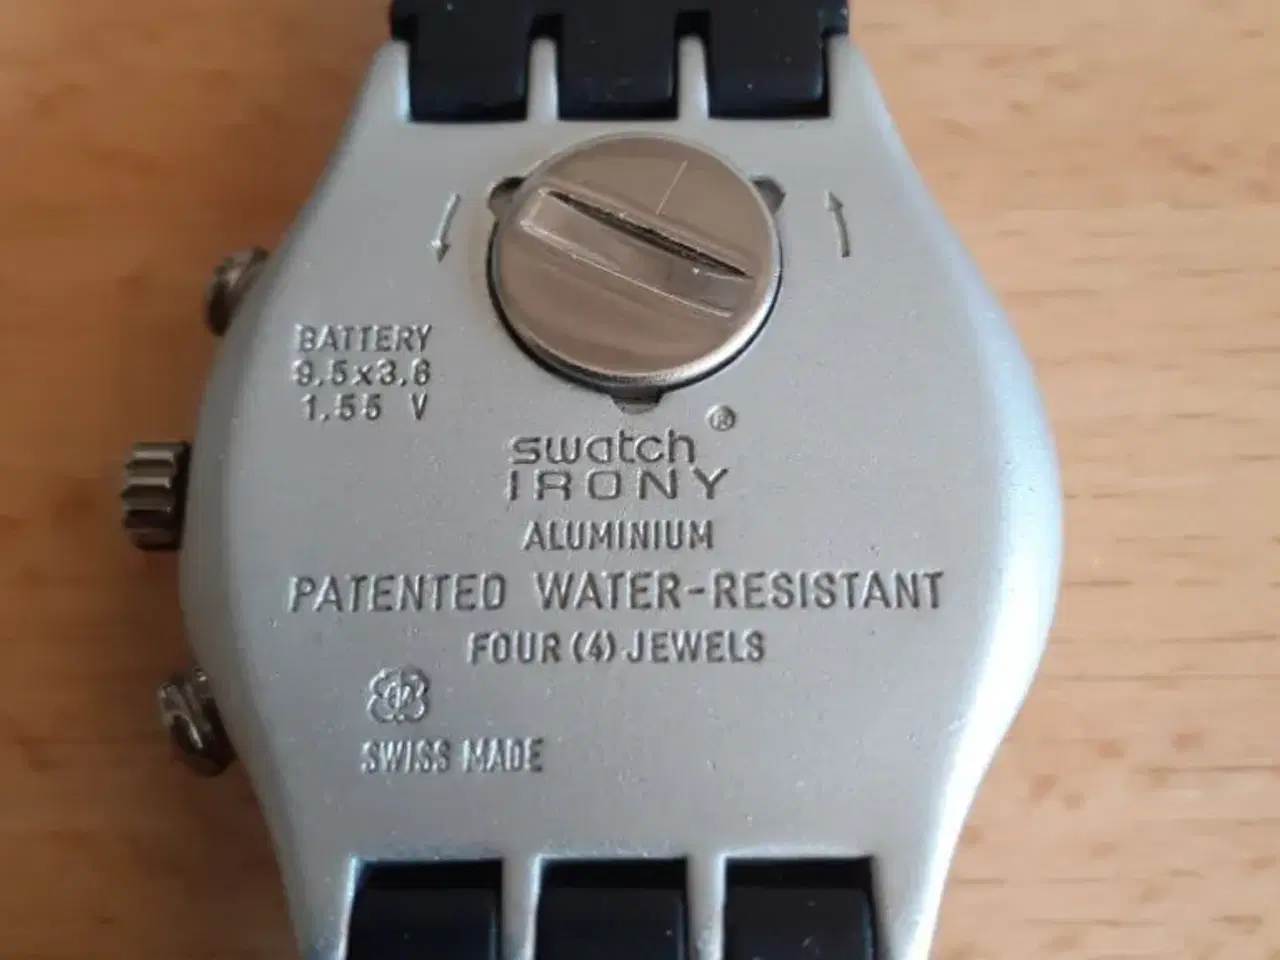 BATTERY
9,5x3,6
1,55 V
swatch®
IRONY
ALUMINIUM
PATENTED WATER-RESISTANT
FOUR (4) JEWELS
SWISS MADE